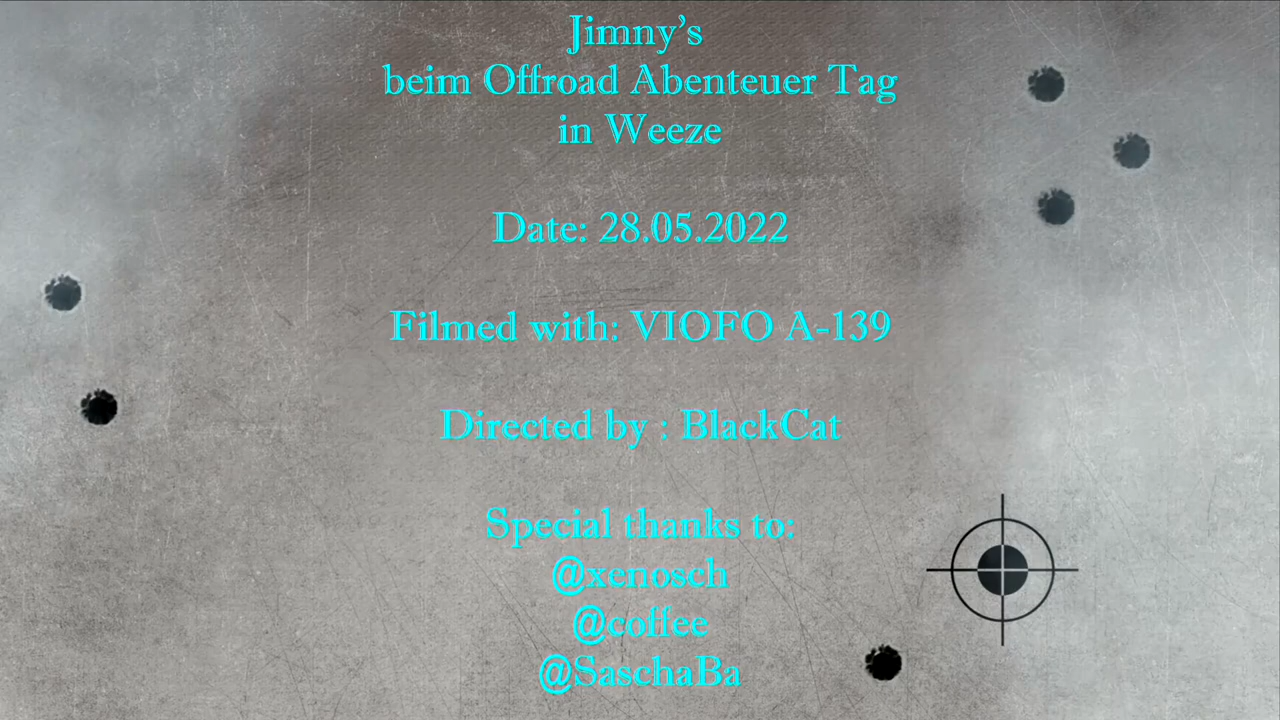 Jimny's
beim Offroad Abenteuer Tag
in Weeze
Date: 28.05.2022
Filmed with: VIOFO A-139
Directed by : BlackCat
Special thanks to:
@xenosch
@coffee
@SaschaBa